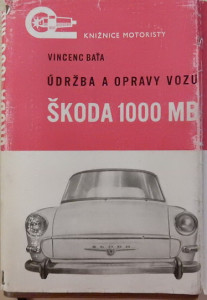 KNIŽNICE MOTORISTY
VINCENC BAŤA
ÚDRŽBA A OPRAVY VOZU
ŠKODA 1000 MB
ŠKODA